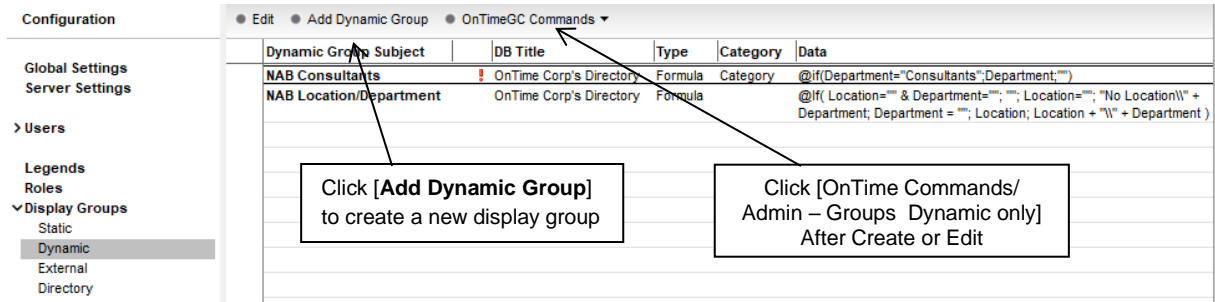 Configuration
Edit Add Dynamic Group OnTimeGC Commands
Dynamic Group Subject DB Title Type Category Data
NAB Consultants ! OnTime Corp's Directory Formula Category @if(Department="Consultants";Department;"")
NAB Location/Department OnTime Corp's Directory Formula @If( Location="" & Department=""; ""; Location=""; "No Location\\" +
Department; Department = ""; Location; Location + "\\" + Department )
Global Settings
Server Settings
Users
Legends
Roles
Display Groups
Static
Dynamic
External
Directory
Click [Add Dynamic Group]
to create a new display group
Click [OnTime Commands/
Admin – Groups Dynamic only]
After Create or Edit